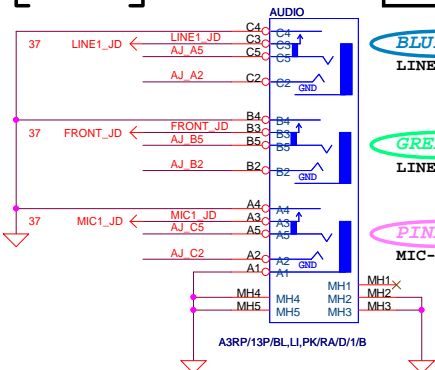 AUDIO
C4 C4
37 LINE1_JD LINE1_JD C3 C3
AJ_A5 C5 C5
BLU
LINE
AJ_A2 C2 C2
GND
B4 B4
37 FRONT_JD FRONT_JD B3 B3
AJ_B5 B5 B5
GRE
LINE
AJ_B2 B2 B2
GND
A4 A4
37 MIC1_JD MIC1_JD A3 A3
AJ_C5 A5 A5
PIN
MIC-
AJ_C2 A2 A2
GND
A1 A1
MH1 MH1
MH4 MH4 MH2 MH2
MH5 MH5 MH3 MH3
A3RP/13P/BL,LI,PK/RA/D/1/B